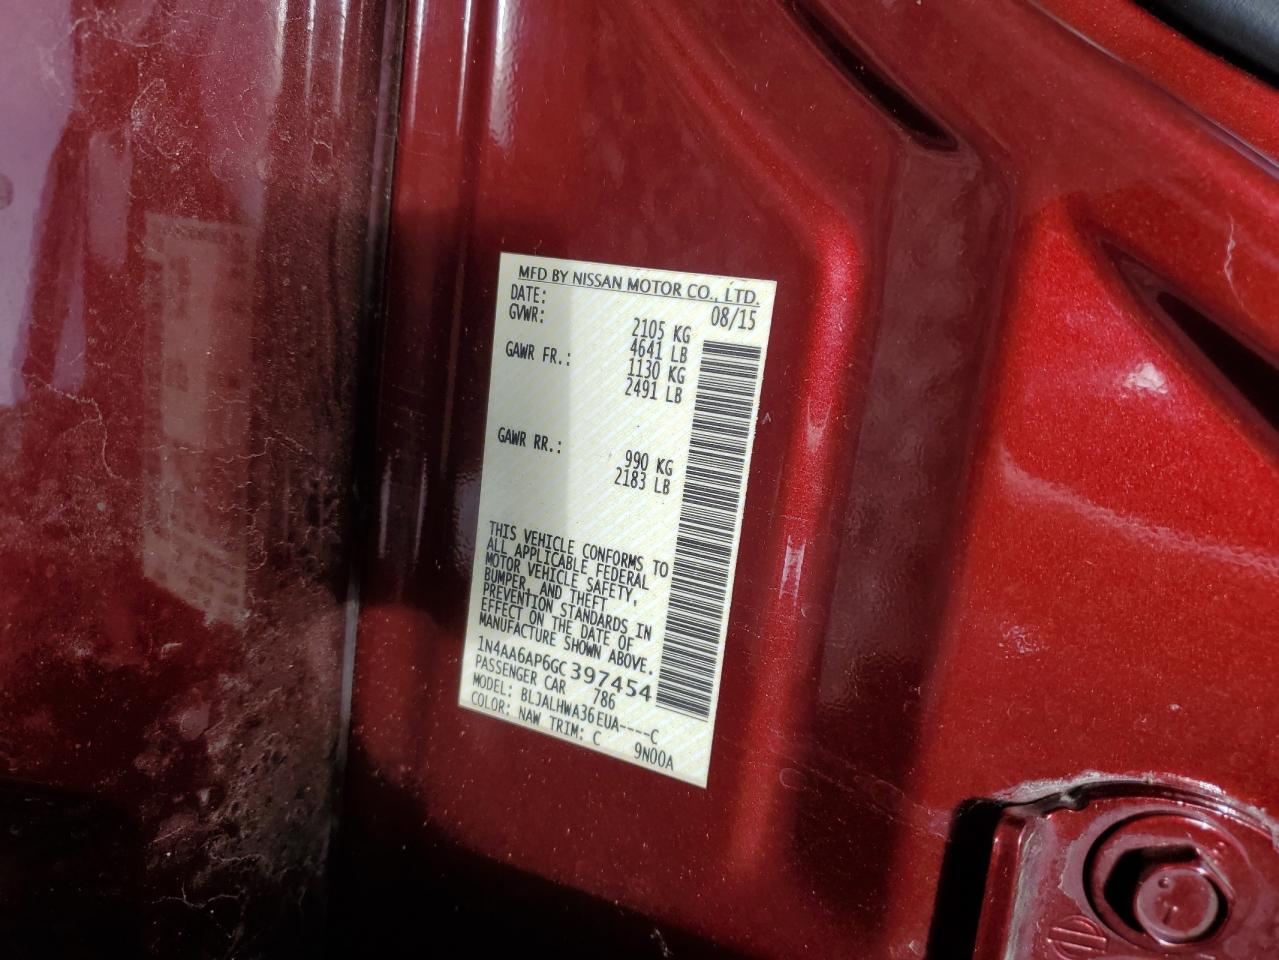 MFD BY NISSAN MOTOR CO., LTD.
DATE: 08/15
GVWR: 2105 KG
4641 LB
GAWR FR.: 1130 KG
2491 LB
GAWR RR.: 990 KG
2183 LB
THIS VEHICLE CONFORMS TO
ALL APPLICABLE FEDERAL
MOTOR VEHICLE SAFETY,
BUMPER, AND THEFT
PREVENTION STANDARDS IN
EFFECT ON THE DATE OF
MANUFACTURE SHOWN ABOVE.
1N4AA6AP6GC397454
PASSENGER CAR 786
MODEL: BLJALHWA36EUA----C
COLOR: NAW TRIM: C 9N00A